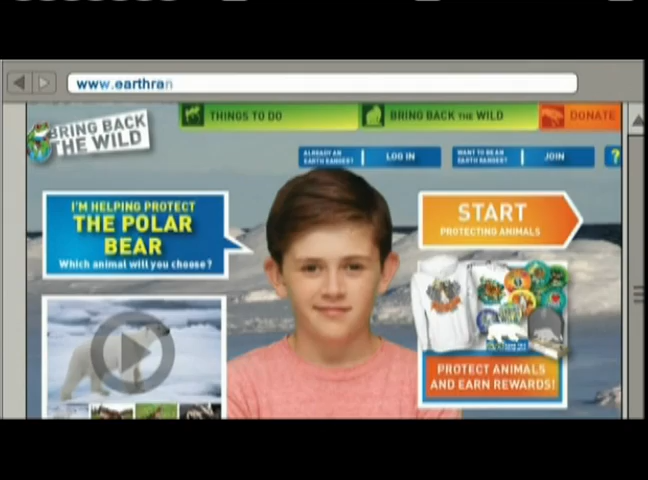 www.earthran
THINGS TO DO
BRING BACK THE WILD
DONATE
BRING BACK
THE WILD
ALREADY AN
EARTH RANGER?
LOG IN
WANT TO BE AN
EARTH RANGER?
JOIN
?
I'M HELPING PROTECT
THE POLAR
BEAR
Which animal will you choose?
START
PROTECTING ANIMALS
PROTECT ANIMALS
AND EARN REWARDS!